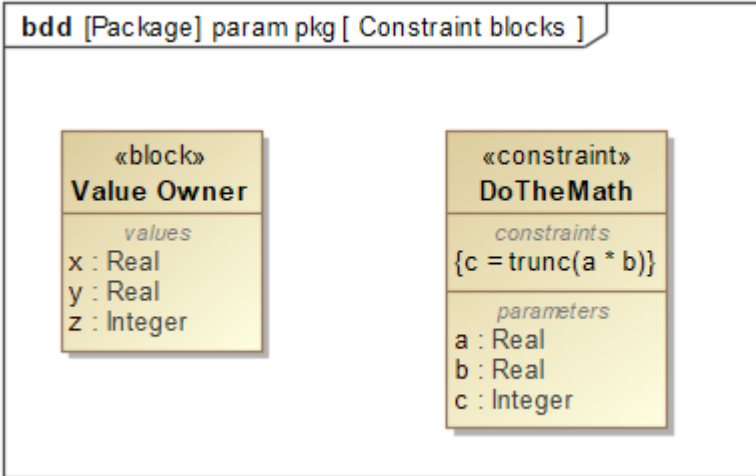 bdd [Package] param pkg [ Constraint blocks ]
«block»
Value Owner
values
x : Real
y : Real
z : Integer
«constraint»
DoTheMath
constraints
{c = trunc(a * b)}
parameters
a : Real
b : Real
c : Integer